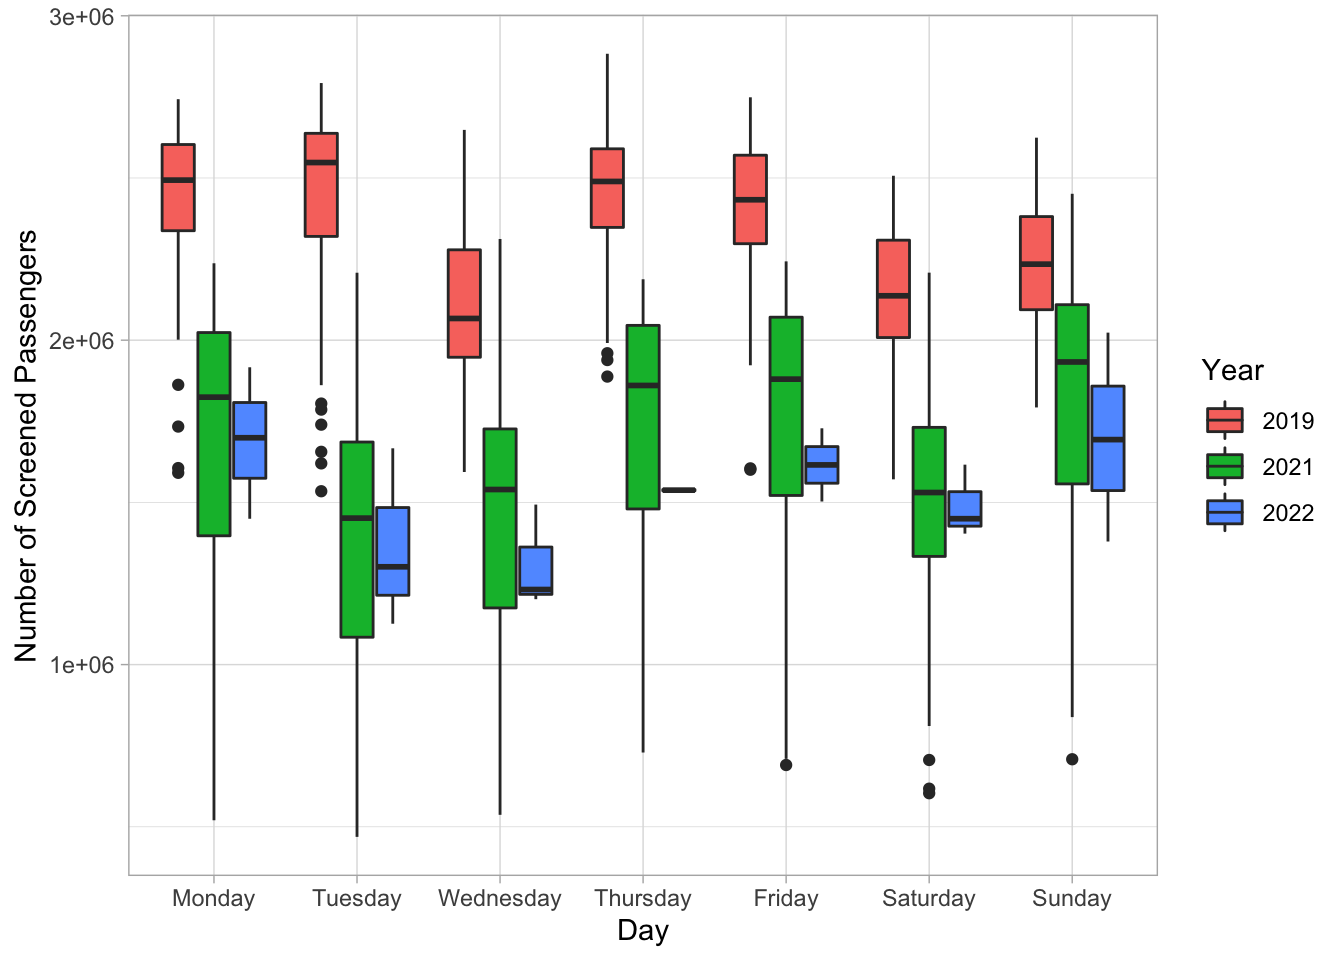 3e+06
2e+06
1e+06
Number of Screened Passengers
Monday
Tuesday
Wednesday
Thursday
Friday
Saturday
Sunday
Day
Year
2019
2021
2022